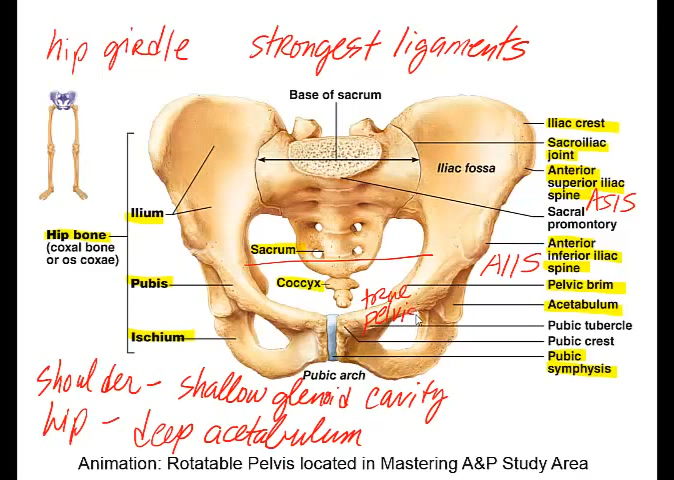 hip girdle strongest ligaments
Base of sacrum
Iliac crest
Sacroiliac
joint
Iliac fossa
Anterior
superior iliac
spine ASIS
Sacral
promontory
Ilium
Hip bone
(coxal bone
or os coxae)
Sacrum
Anterior
inferior iliac
spine
AIIS
Pubis
Coccyx
Pelvic brim
true
pelvis
Acetabulum
Pubic tubercle
Ischium
Pubic crest
Pubic
symphysis
Pubic arch
shoulder - shallow glenoid cavity
hip - deep acetabulum
Animation: Rotatable Pelvis located in Mastering A&P Study Area